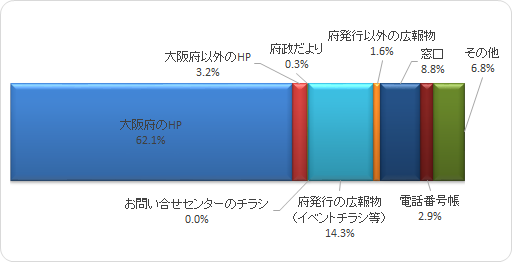 大阪府のHP
62.1%
大阪府以外のHP
3.2%
府政だより
0.3%
お問い合せセンターのチラシ
0.0%
府発行の広報物
（イベントチラシ等）
14.3%
府発行以外の広報物
1.6%
窓口
8.8%
電話番号帳
2.9%
その他
6.8%